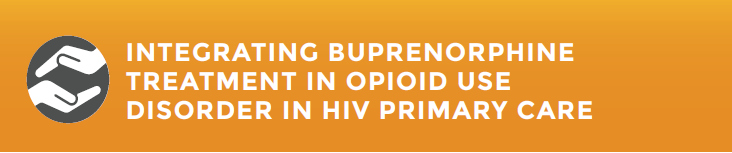 INTEGRATING BUPRENORPHINE
TREATMENT IN OPIOID USE
DISORDER IN HIV PRIMARY CARE